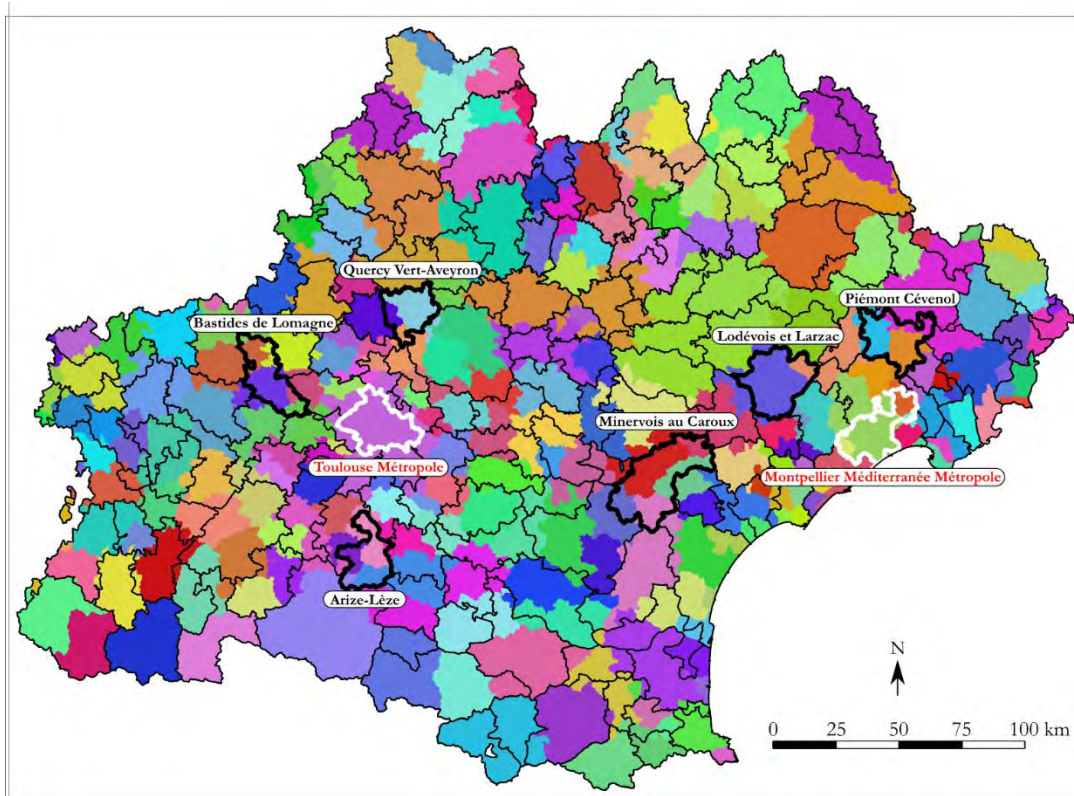 Quercy Vert-Aveyron
Piémont Cévenol
Bastides de Lomagne
Lodévois et Larzac
Minervois au Caroux
Toulouse Métropole
Montpellier Méditerranée Métropole
Arize-Lèze
N
0 25 50 75 100 km